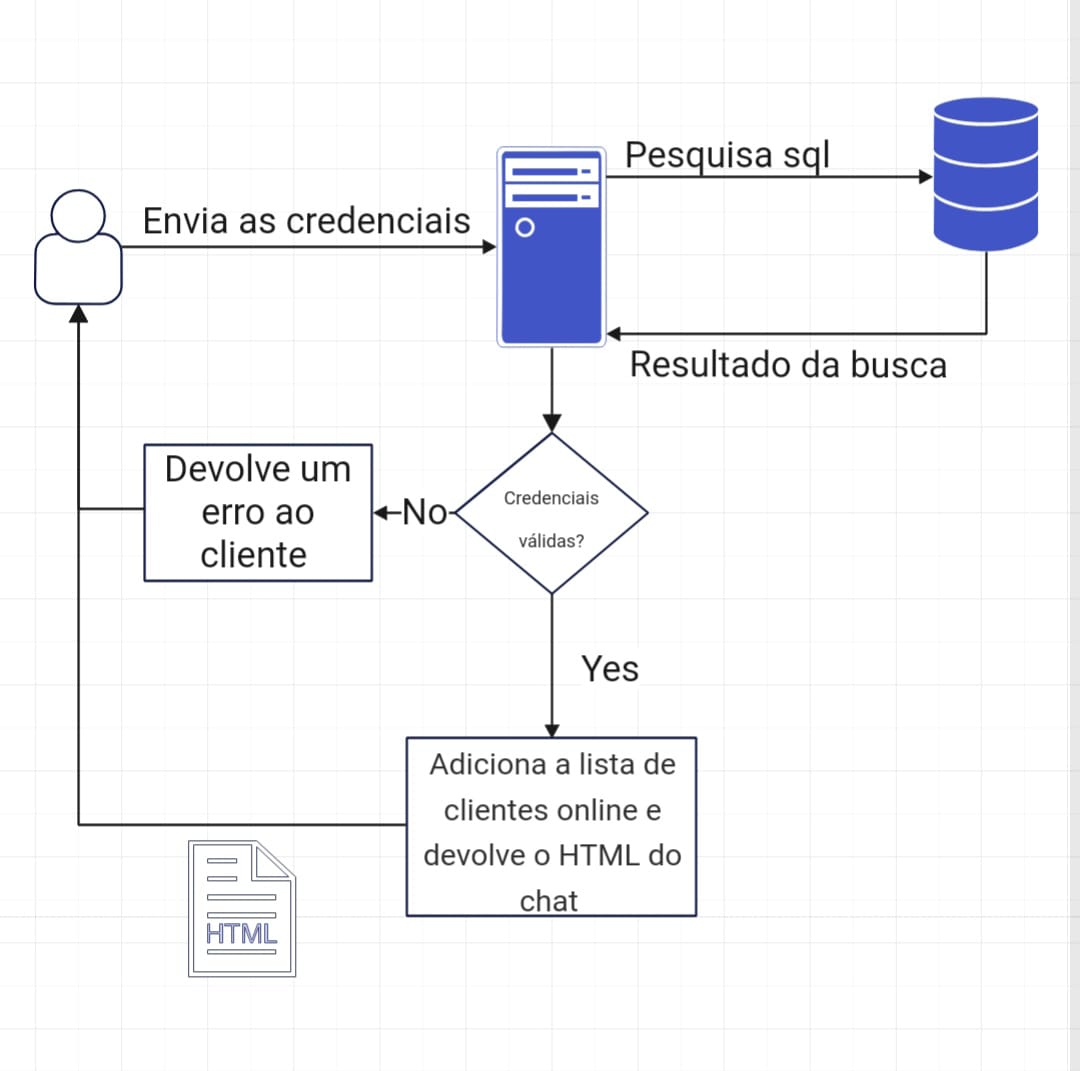 Pesquisa sql
Envia as credenciais
Resultado da busca
Devolve um
erro ao
cliente
No
Credenciais
válidas?
Yes
Adiciona a lista de
clientes online e
devolve o HTML do
chat
HTML